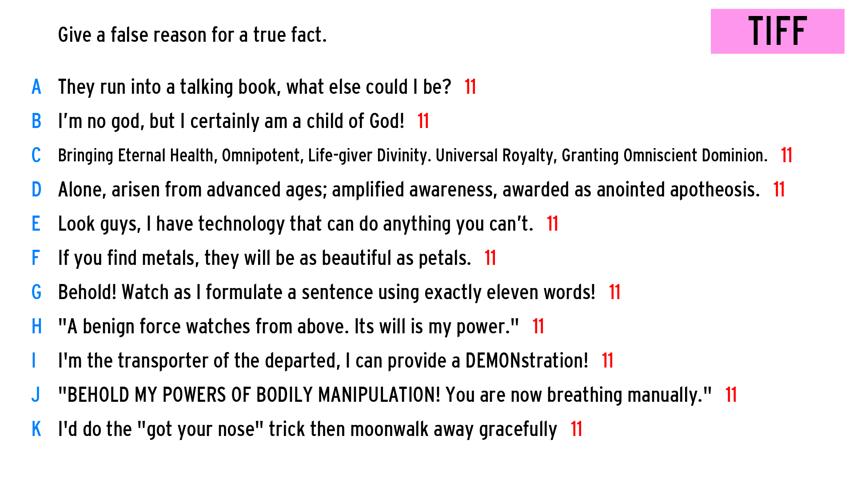 Give a false reason for a true fact.
TIFF
A They run into a talking book, what else could I be? 11
B I'm no god, but I certainly am a child of God! 11
C Bringing Eternal Health, Omnipotent, Life-giver Divinity. Universal Royalty, Granting Omniscient Dominion. 11
D Alone, arisen from advanced ages; amplified awareness, awarded as anointed apotheosis. 11
E Look guys, I have technology that can do anything you can't. 11
F If you find metals, they will be as beautiful as petals. 11
G Behold! Watch as I formulate a sentence using exactly eleven words! 11
H "A benign force watches from above. Its will is my power." 11
I I'm the transporter of the departed, I can provide a DEMONstration! 11
J "BEHOLD MY POWERS OF BODILY MANIPULATION! You are now breathing manually." 11
K I'd do the "got your nose" trick then moonwalk away gracefully 11